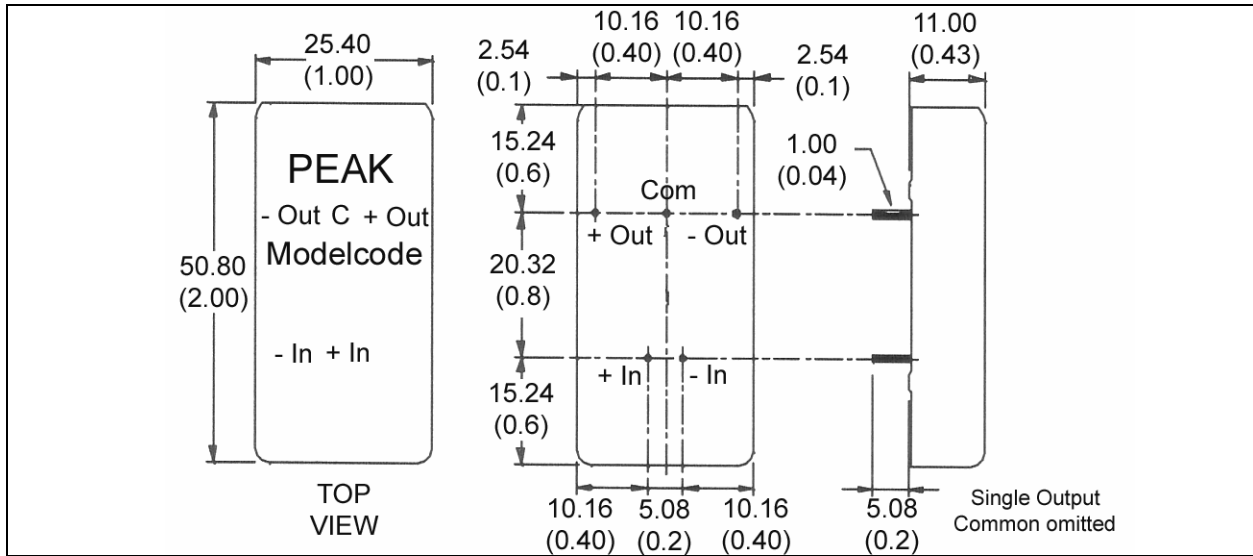 25.40
(1.00)
PEAK
- Out C + Out
Modelcode
- In + In
50.80
(2.00)
TOP
VIEW
10.16 10.16
(0.40) (0.40)
2.54
(0.1)
2.54
(0.1)
15.24
(0.6)
Com
+ Out - Out
20.32
(0.8)
+ In - In
15.24
(0.6)
10.16 5.08 10.16
(0.40) (0.2) (0.40)
11.00
(0.43)
1.00
(0.04)
5.08
(0.2)
Single Output
Common omitted